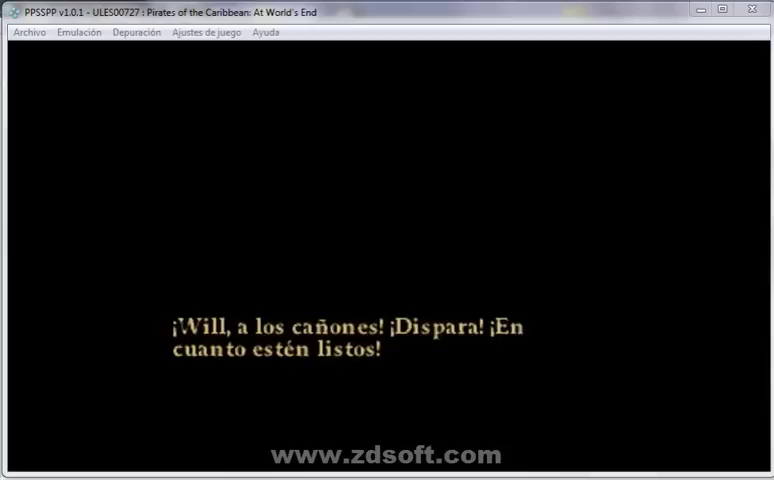 PPSSPP v1.0.1 - ULES00727 : Pirates of the Caribbean: At World's End
Archivo Emulación Depuración Ajustes de juego Ayuda
¡Will, a los cañones! ¡Dispara! ¡En
cuanto estén listos!
www.zdsoft.com